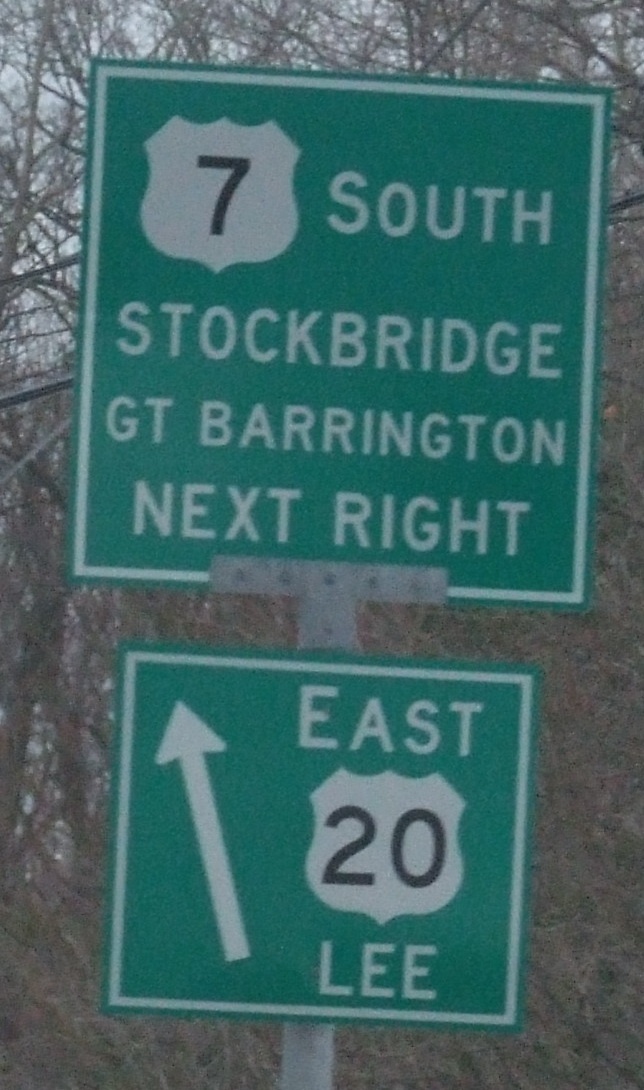 7 SOUTH
STOCKBRIDGE
GT BARRINGTON
NEXT RIGHT
EAST
20
LEE